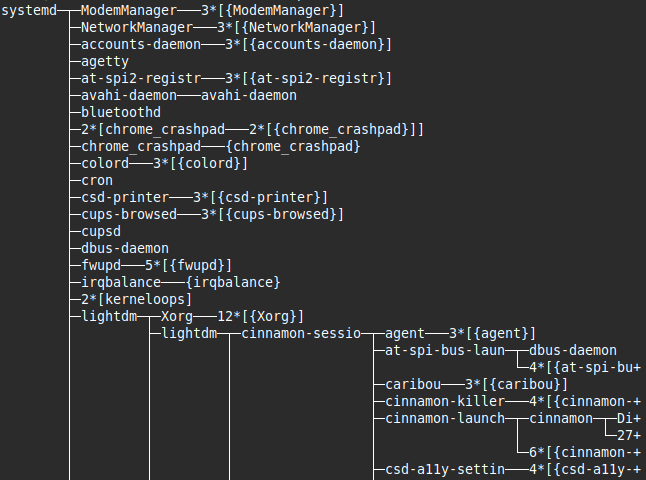 systemd─┬─ModemManager───3*[{ModemManager}]
        ├─NetworkManager───3*[{NetworkManager}]
        ├─accounts-daemon───3*[{accounts-daemon}]
        ├─agetty
        ├─at-spi2-registr───3*[{at-spi2-registr}]
        ├─avahi-daemon───avahi-daemon
        ├─bluetoothd
        ├─2*[chrome_crashpad───2*[{chrome_crashpad}]]
        ├─chrome_crashpad───{chrome_crashpad}
        ├─colord───3*[{colord}]
        ├─cron
        ├─csd-printer───3*[{csd-printer}]
        ├─cups-browsed───3*[{cups-browsed}]
        ├─cupsd
        ├─dbus-daemon
        ├─fwupd───5*[{fwupd}]
        ├─irqbalance───{irqbalance}
        ├─2*[kerneloops]
        ├─lightdm─┬─Xorg───12*[{Xorg}]
        │         ├─lightdm─┬─cinnamon-sessio─┬─agent───3*[{agent}]
        │         │         │                 ├─at-spi-bus-laun─┬─dbus-daemon
        │         │         │                 │                 └─4*[{at-spi-bu+
        │         │         │                 ├─caribou───3*[{caribou}]
        │         │         │                 ├─cinnamon-killer───4*[{cinnamon-+
        │         │         │                 ├─cinnamon-launch─┬─cinnamon─┬─Di+
        │         │         │                 │                 │          └─27+
        │         │         │                 │                 └─6*[{cinnamon-+
        │         │         │                 ├─csd-a11y-settin───4*[{csd-a11y-+